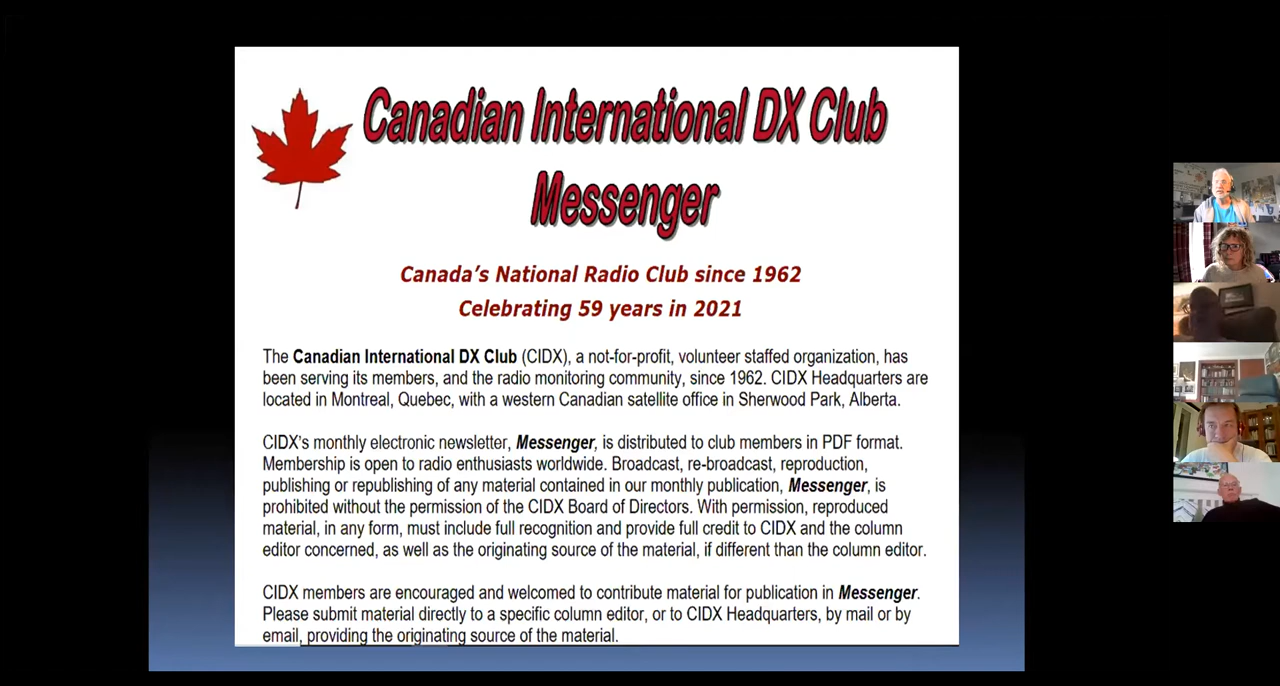 Canadian International DX Club
Messenger
Canada's National Radio Club since 1962
Celebrating 59 years in 2021
The Canadian International DX Club (CIDX), a not-for-profit, volunteer staffed organization, has
been serving its members, and the radio monitoring community, since 1962. CIDX Headquarters are
located in Montreal, Quebec, with a western Canadian satellite office in Sherwood Park, Alberta.
CIDX's monthly electronic newsletter, Messenger, is distributed to club members in PDF format.
Membership is open to radio enthusiasts worldwide. Broadcast, re-broadcast, reproduction,
publishing or republishing of any material contained in our monthly publication, Messenger, is
prohibited without the permission of the CIDX Board of Directors. With permission, reproduced
material, in any form, must include full recognition and provide full credit to CIDX and the column
editor concerned, as well as the originating source of the material, if different than the column editor.
CIDX members are encouraged and welcomed to contribute material for publication in Messenger.
Please submit material directly to a specific column editor, or to CIDX Headquarters, by mail or by
email, providing the originating source of the material.